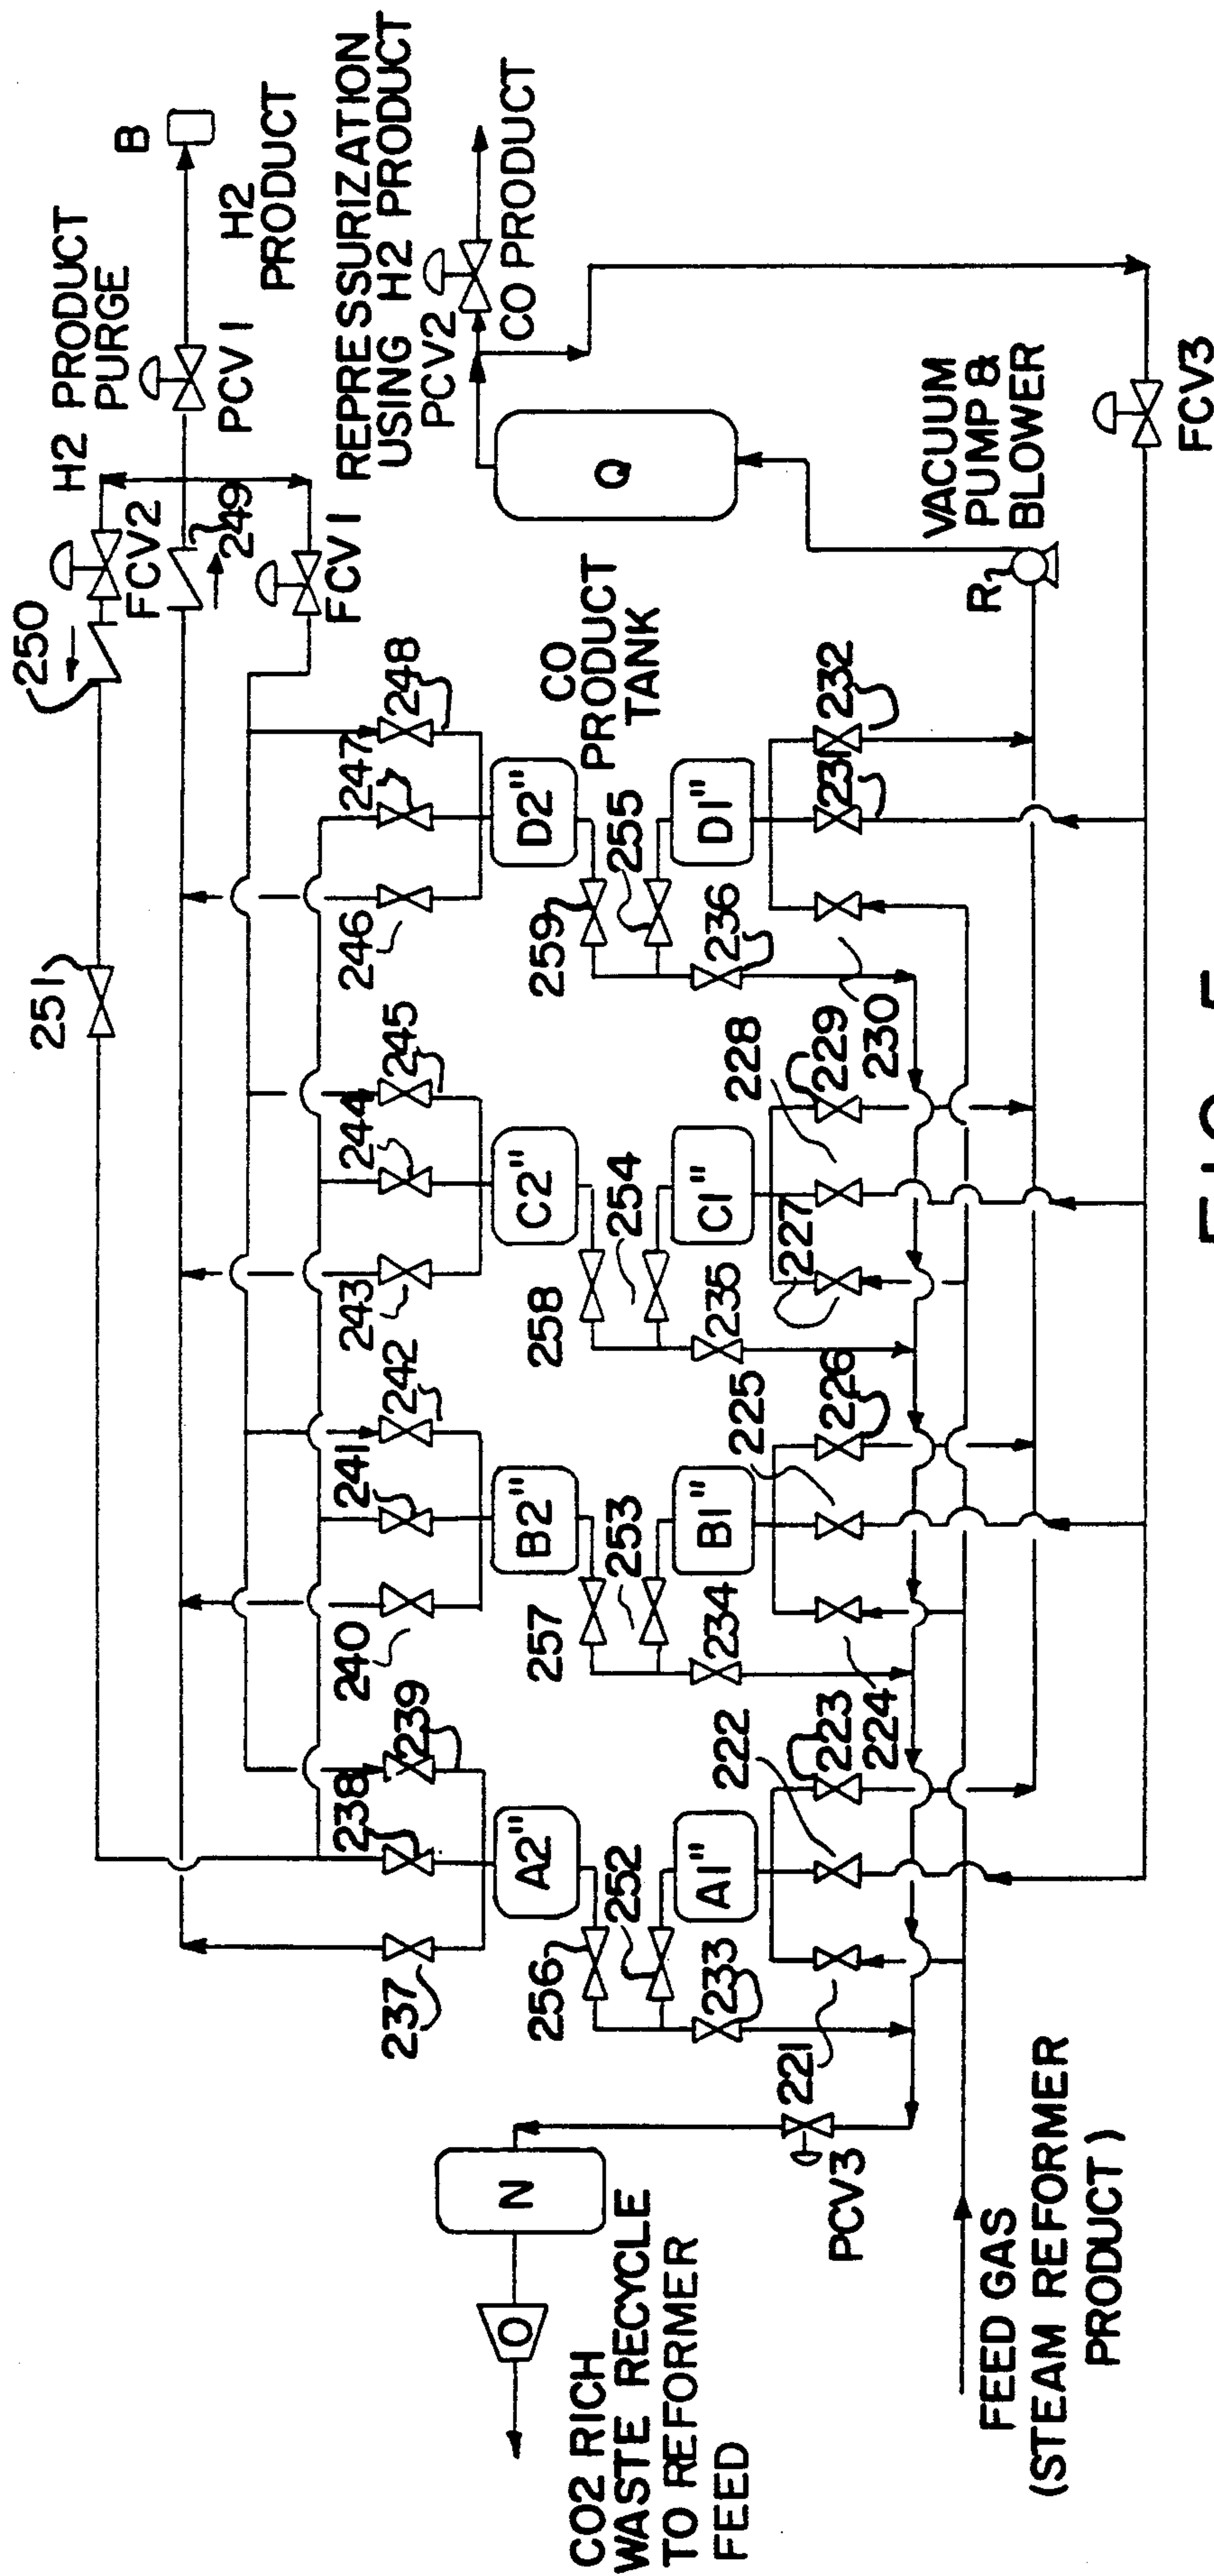 250
H2 PRODUCT
PURGE
B
251
FCV2
PCV 1
H2
PRODUCT
249
REPRESSURIZATION
USING H2 PRODUCT
FCV 1
PCV2
CO PRODUCT
237
238
239
240
241
242
243
244
245
246
247
248
A2"
B2"
C2"
D2"
CO
PRODUCT
TANK
Q
256
252
257
253
258
254
259
255
A1"
B1"
C1"
D1"
233
234
235
236
VACUUM
PUMP &
BLOWER
R
FCV3
221
222
223
224
225
226
227
228
229
230
231
232
N
O
CO2 RICH
WASTE RECYCLE
TO REFORMER
FEED
PCV3
FEED GAS
(STEAM REFORMER
PRODUCT)